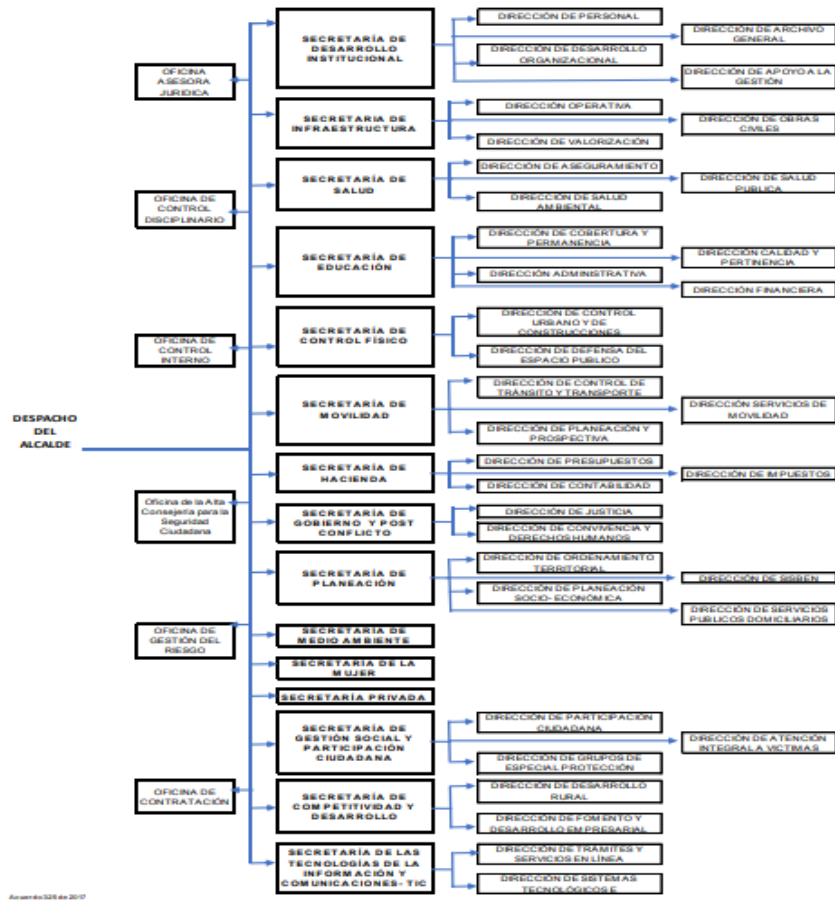 DESPACHO
DEL
ALCALDE
OFICINA
ASESORA
JURIDICA
OFICINA DE
CONTROL
DISCIPLINARIO
OFICINA DE
CONTROL
INTERNO
Oficina de la Alta
Consejería para la
Seguridad
Ciudadana
OFICINA DE
GESTIÓN DEL
RIESGO
OFICINA DE
CONTRATACIÓN
SECRETARÍA DE
DESARROLLO
INSTITUCIONAL
DIRECCIÓN DE PERSONAL
DIRECCIÓN DE ARCHIVO
GENERAL
DIRECCIÓN DE DESARROLLO
ORGANIZACIONAL
DIRECCIÓN DE APOYO A LA
GESTIÓN
SECRETARIA DE
INFRAESTRUCTURA
DIRECCIÓN OPERATIVA
DIRECCIÓN DE OBRAS
CIVILES
DIRECCIÓN DE VALORIZACIÓN
SECRETARÍA DE
SALUD
DIRECCIÓN DE ASEGURAMIENTO
DIRECCIÓN DE SALUD
PUBLICA
DIRECCIÓN DE SALUD
AMBIENTAL
SECRETARÍA DE
EDUCACIÓN
DIRECCIÓN DE COBERTURA Y
PERMANENCIA
DIRECCIÓN CALIDAD Y
PERTINENCIA
DIRECCIÓN ADMINISTRATIVA
DIRECCIÓN FINANCIERA
SECRETARÍA DE
CONTROL FÍSICO
DIRECCIÓN DE CONTROL
URBANO Y DE
CONSTRUCCIONES
DIRECCIÓN DE DEFENSA DEL
ESPACIO PUBLICO
SECRETARÍA DE
MOVILIDAD
DIRECCIÓN DE CONTROL DE
TRÁNSITO Y TRANSPORTE
DIRECCIÓN SERVICIOS DE
MOVILIDAD
DIRECCIÓN DE PLANEACIÓN Y
PROSPECTIVA
SECRETARÍA DE
HACIENDA
DIRECCIÓN DE PRESUPUESTOS
DIRECCIÓN DE IMPUESTOS
DIRECCIÓN DE CONTABILIDAD
SECRETARÍA DE
GOBIERNO Y POST
CONFLICTO
DIRECCIÓN DE JUSTICIA
DIRECCIÓN DE CONVIVENCIA Y
DERECHOS HUMANOS
SECRETARÍA DE
PLANEACIÓN
DIRECCIÓN DE ORDENAMIENTO
TERRITORIAL
DIRECCIÓN DE SISBEN
DIRECCIÓN DE PLANEACIÓN
SOCIO- ECONÓMICA
DIRECCIÓN DE SERVICIOS
PUBLICOS DOMICILIARIOS
SECRETARÍA DE
MEDIO AMBIENTE
SECRETARÍA DE LA
MUJER
SECRETARÍA PRIVADA
SECRETARÍA DE
GESTIÓN SOCIAL Y
PARTICIPACIÓN
CIUDADANA
DIRECCIÓN DE PARTICIPACIÓN
CIUDADANA
DIRECCIÓN DE ATENCIÓN
INTEGRAL A VICTIMAS
DIRECCIÓN DE GRUPOS DE
ESPECIAL PROTECCIÓN
SECRETARÍA DE
COMPETITIVIDAD Y
DESARROLLO
DIRECCIÓN DE DESARROLLO
RURAL
DIRECCIÓN DE FOMENTO Y
DESARROLLO EMPRESARIAL
SECRETARÍA DE LAS
TECNOLOGÍAS DE LA
INFORMACIÓN Y
COMUNICACIONES- TIC
DIRECCIÓN DE TRÁMITES Y
SERVICIOS EN LÍNEA
DIRECCIÓN DE SISTEMAS
TECNOLÓGICOS E
Acuerdo 326 de 2017